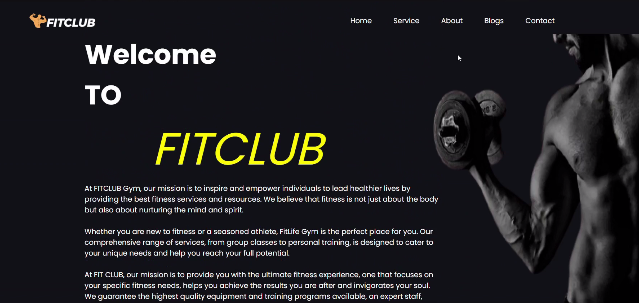 FITCLUB
Home Service About Blogs Contact
Welcome
TO
FITCLUB
At FITCLUB Gym, our mission is to inspire and empower individuals to lead healthier lives by
providing the best fitness services and resources. We believe that fitness is not just about the body
but also about nurturing the mind and spirit.
Whether you are new to fitness or a seasoned athlete, FitLife Gym is the perfect place for you. Our
comprehensive range of services, from group classes to personal training, is designed to cater to
your unique needs and help you reach your full potential.
At FIT CLUB, our mission is to provide you with the ultimate fitness experience, one that focuses on
your specific fitness needs, helps you achieve the results you are after and invigorates your soul.
We guarantee the highest quality equipment and training programs available, an expert staff,